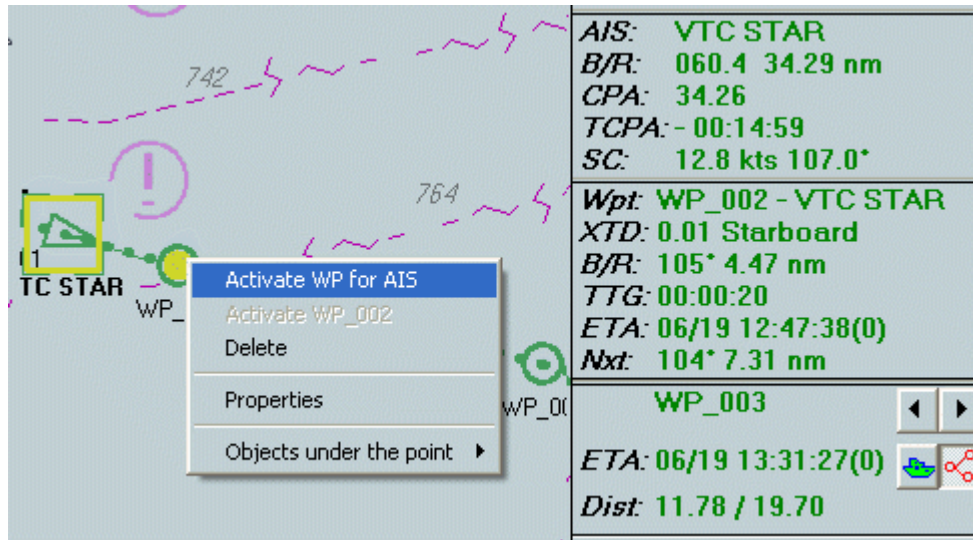 742
764
01
TC STAR
WP_
Activate WP for AIS
Activate WP_002
Delete
Properties
Objects under the point
WP_00
AIS: VTC STAR
B/R: 060.4 34.29 nm
CPA: 34.26
TCPA: - 00:14:59
SC: 12.8 kts 107.0°
Wpt: WP_002 - VTC STAR
XTD: 0.01 Starboard
B/R: 105° 4.47 nm
TTG: 00:00:20
ETA: 06/19 12:47:38(0)
Nxt: 104° 7.31 nm
WP_003
ETA: 06/19 13:31:27(0)
Dist: 11.78 / 19.70